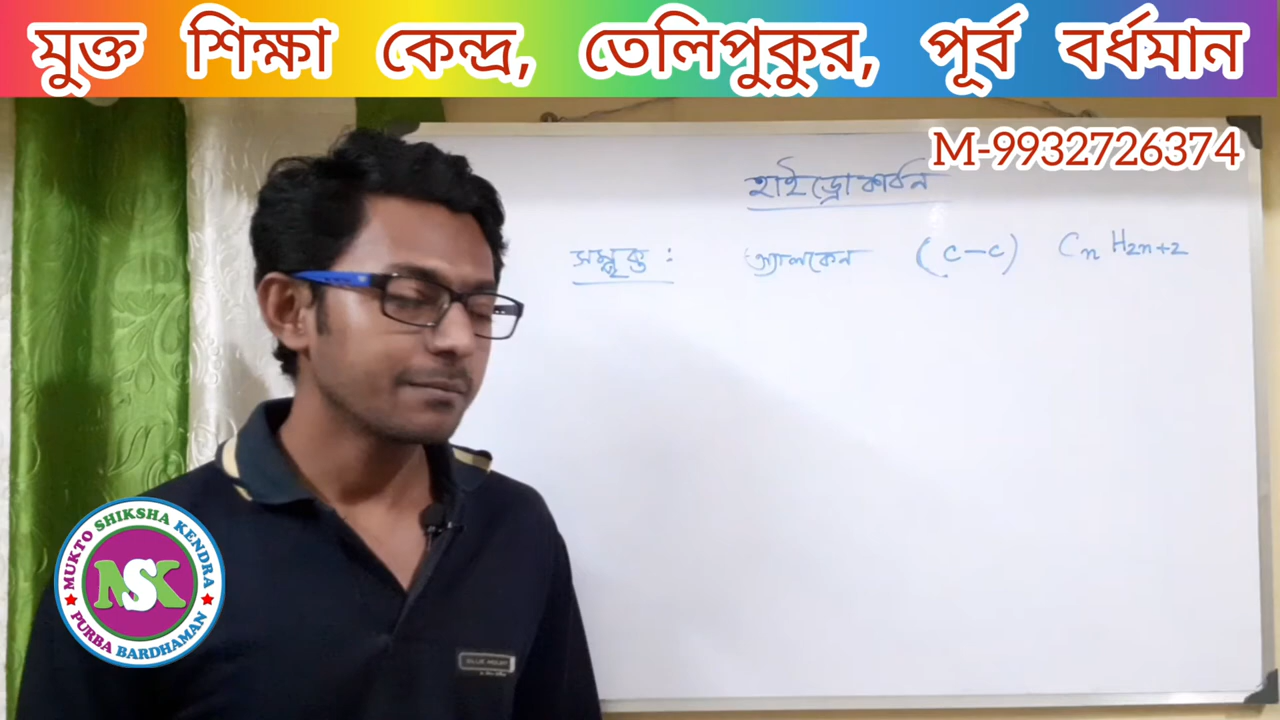 মুক্ত শিক্ষা কেন্দ্র, তেলিপুকুর, পূর্ব বর্ধমান
M-9932726374
হাইড্রোকার্বন
সম্পৃক্ত : অ্যালকেন (C-C) CnH2n+2
MUKTO SHIKSHA KENDRA
MSK
PURBA BARDHAMAN